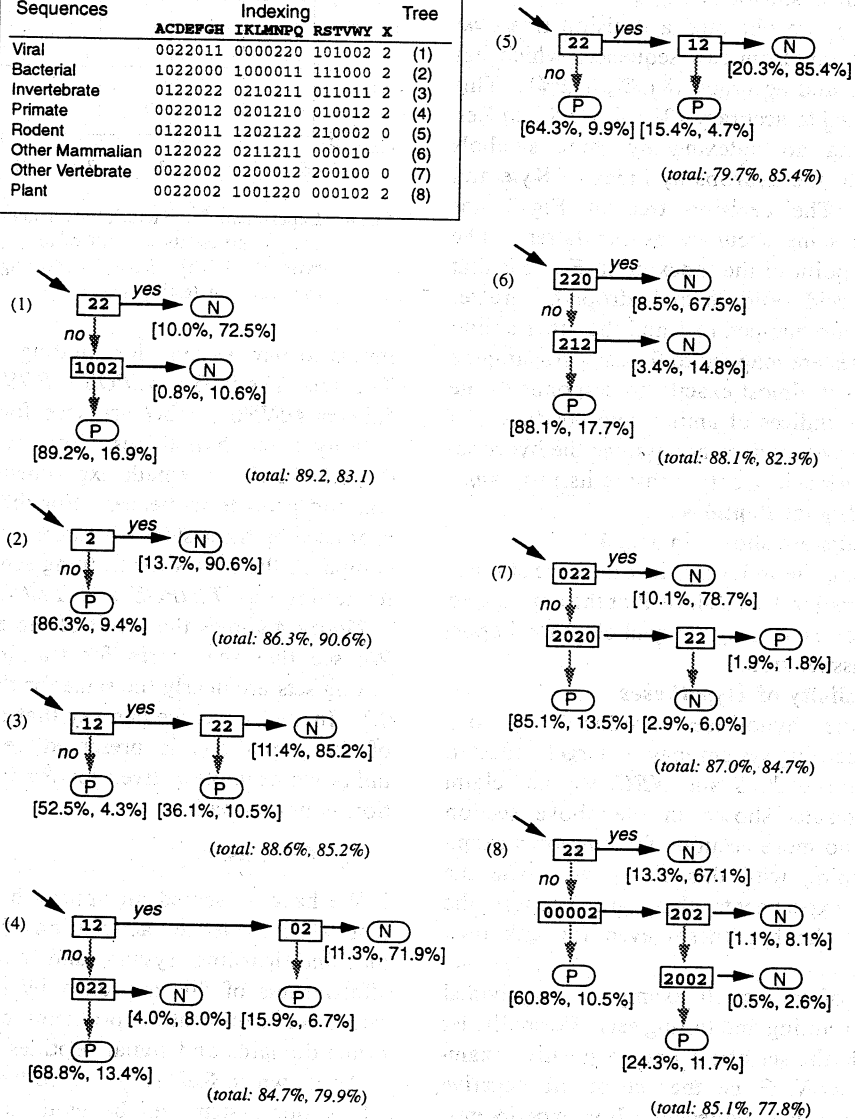 Sequences Indexing Tree
ACDEFGH IKLMNPQ RSTVWY X
Viral 0022011 0000220 101002 2 (1)
Bacterial 1022000 1000011 111000 2 (2)
Invertebrate 0122022 0210211 011011 2 (3)
Primate 0022012 0201210 010012 2 (4)
Rodent 0122011 1202122 210002 0 (5)
Other Mammalian 0122022 0211211 000010 (6)
Other Vertebrate 0022002 0200012 200100 0 (7)
Plant 0022002 1001220 000102 2 (8)
(1) 22 yes N
[10.0%, 72.5%]
no
1002 N
[0.8%, 10.6%]
P
[89.2%, 16.9%]
(total: 89.2, 83.1)
(2) 2 yes N
[13.7%, 90.6%]
no
P
[86.3%, 9.4%]
(total: 86.3%, 90.6%)
(3) 12 yes 22 N
[11.4%, 85.2%]
no
P P
[52.5%, 4.3%] [36.1%, 10.5%]
(total: 88.6%, 85.2%)
(4) 12 yes 02 N
[11.3%, 71.9%]
no
022 N P
[4.0%, 8.0%] [15.9%, 6.7%]
P
[68.8%, 13.4%]
(total: 84.7%, 79.9%)
(5) 22 yes 12 N
[20.3%, 85.4%]
no
P P
[64.3%, 9.9%] [15.4%, 4.7%]
(total: 79.7%, 85.4%)
(6) 220 yes N
[8.5%, 67.5%]
no
212 N
[3.4%, 14.8%]
P
[88.1%, 17.7%]
(total: 88.1%, 82.3%)
(7) 022 yes N
[10.1%, 78.7%]
no
2020 22 P
[1.9%, 1.8%]
P N
[85.1%, 13.5%] [2.9%, 6.0%]
(total: 87.0%, 84.7%)
(8) 22 yes N
[13.3%, 67.1%]
no
00002 202 N
[1.1%, 8.1%]
P 2002 N
[60.8%, 10.5%] [0.5%, 2.6%]
P
[24.3%, 11.7%]
(total: 85.1%, 77.8%)